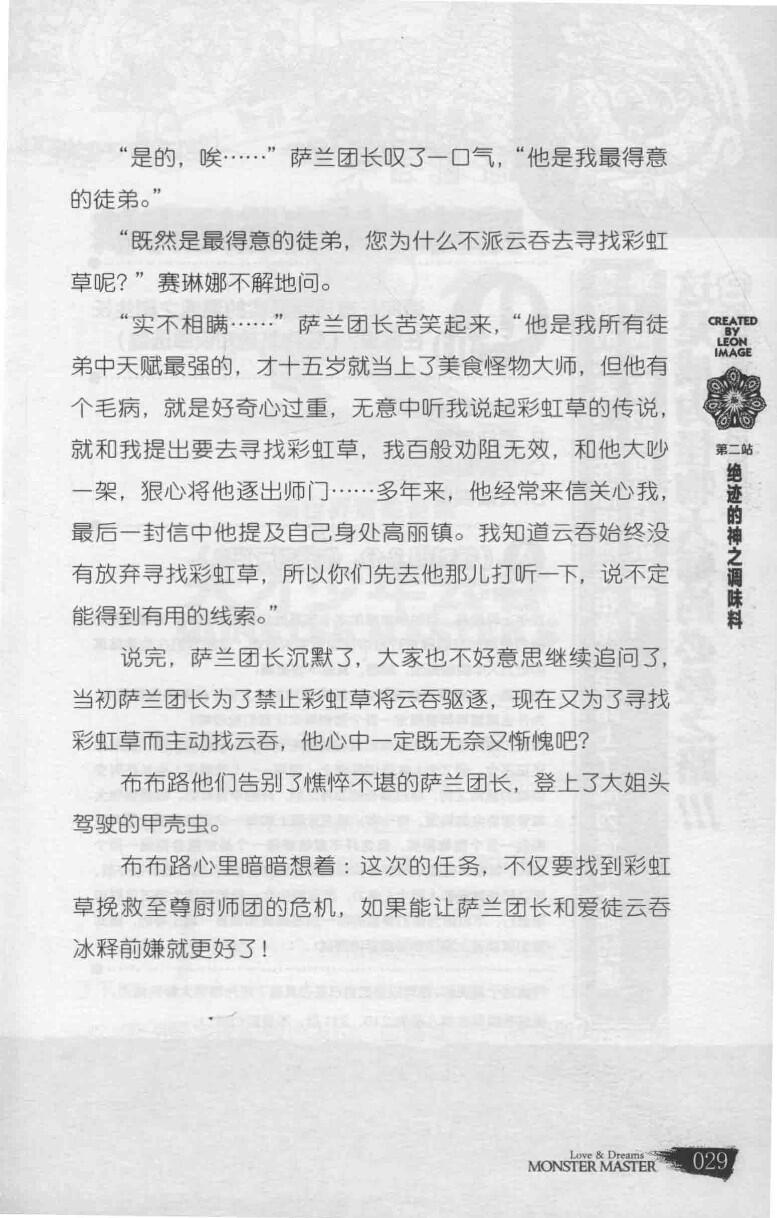 “是的，唉……”萨兰团长叹了一口气，“他是我最得意
的徒弟。”
“既然是最得意的徒弟，您为什么不派云吞去寻找彩虹
草呢？”赛琳娜不解地问。
“实不相瞒……”萨兰团长苦笑起来，“他是我所有徒
弟中天赋最强的，才十五岁就当上了美食怪物大师，但他有
个毛病，就是好奇心过重，无意中听我说起彩虹草的传说，
就和我提出要去寻找彩虹草，我百般劝阻无效，和他大吵
一架，狠心将他逐出师门……多年来，他经常来信关心我，
最后一封信中他提及自己身处高丽镇。我知道云吞始终没
有放弃寻找彩虹草，所以你们先去他那儿打听一下，说不定
能得到有用的线索。”
说完，萨兰团长沉默了，大家也不好意思继续追问了，
当初萨兰团长为了禁止彩虹草将云吞驱逐，现在又为了寻找
彩虹草而主动找云吞，他心中一定既无奈又惭愧吧？
布布路他们告别了憔悴不堪的萨兰团长，登上了大姐头
驾驶的甲壳虫。
布布路心里暗暗想着：这次的任务，不仅要找到彩虹
草挽救至尊厨师团的危机，如果能让萨兰团长和爱徒云吞
冰释前嫌就更好了！
CREATED
BY
LEON
IMAGE
第二站
绝迹的神之调味料
Love & Dreams
MONSTER MASTER
029